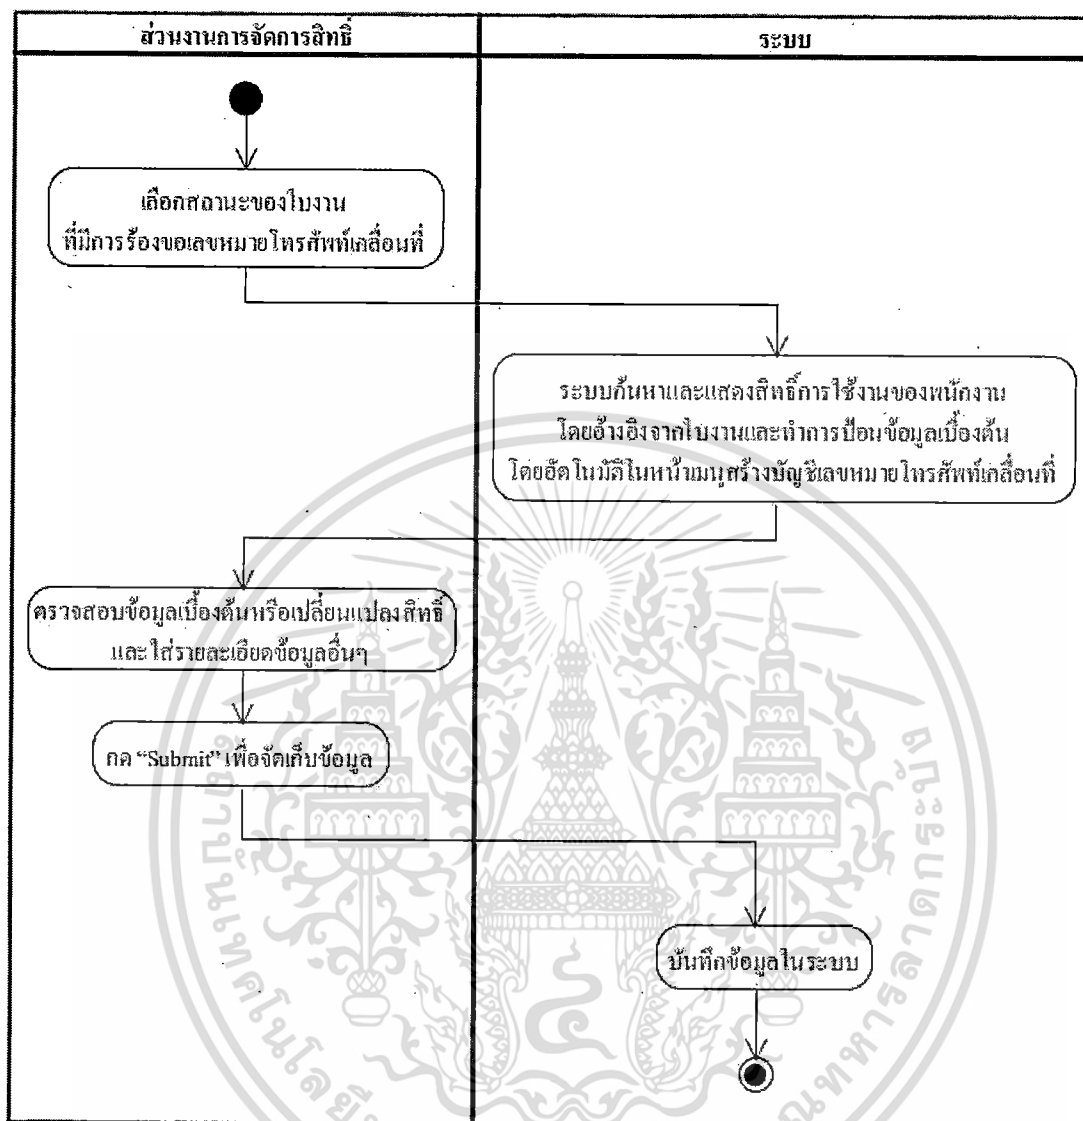 ส่วนงานการจัดการสิทธิ์
ระบบ
เลือกสถานะของใบงาน
ที่มีการร้องขอเลขหมายโทรศัพท์เคลื่อนที่
ระบบค้นหาและแสดงสิทธิ์การใช้งานของพนักงาน
โดยอ้างอิงจากใบงานและทำการป้อนข้อมูลเบื้องต้น
โดยอัตโนมัติในหน้าเมนูสร้างบัญชีเลขหมายโทรศัพท์เคลื่อนที่
ตรวจสอบข้อมูลเบื้องต้นหรือเปลี่ยนแปลงสิทธิ์
และใส่รายละเอียดข้อมูลอื่นๆ
กด “Submit” เพื่อจัดเก็บข้อมูล
บันทึกข้อมูลในระบบ